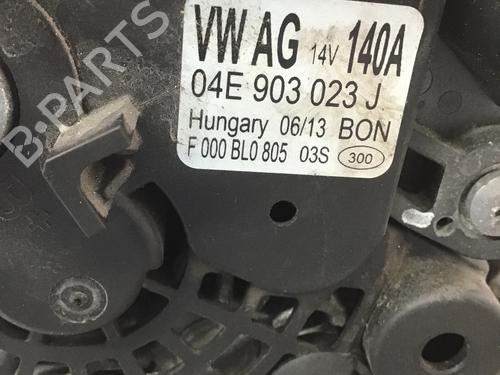 VW AG 14V 140A
04E 903 023 J
Hungary 06/13 BON
F 000 BL0 805 03S 300
B-PARTS